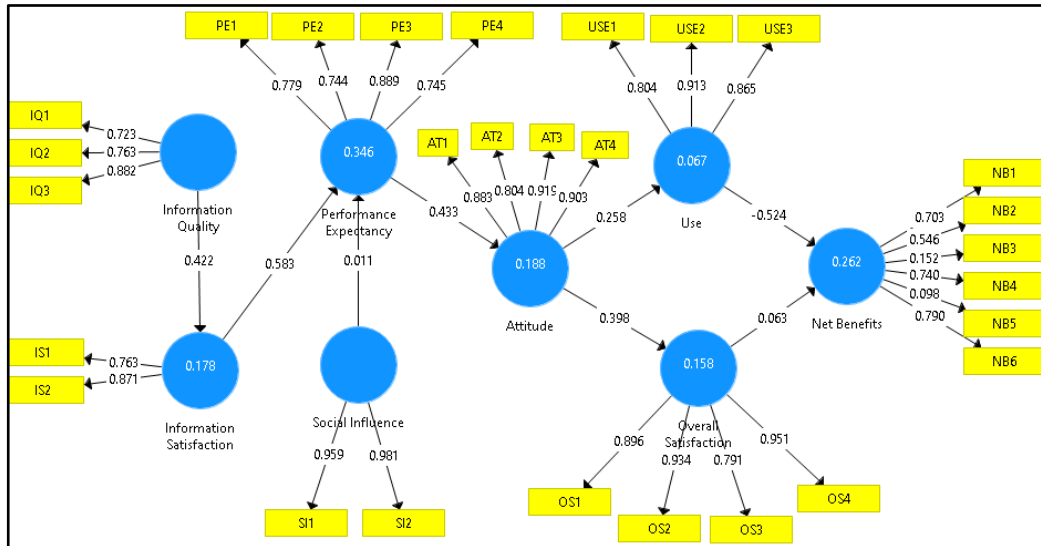 PE1
PE2
PE3
PE4
USE1
USE2
USE3
0.779
0.744
0.889
0.745
0.804
0.913
0.865
IQ1
IQ2
IQ3
0.723
0.763
0.882
Information
Quality
0.346
Performance
Expectancy
AT1
AT2
AT3
AT4
0.883
0.804
0.919
0.903
0.067
Use
0.433
0.258
-0.524
0.422
0.583
0.011
0.188
Attitude
0.262
Net Benefits
0.703
0.546
0.152
0.740
0.098
0.790
NB1
NB2
NB3
NB4
NB5
NB6
0.398
0.063
IS1
IS2
0.763
0.871
0.178
Information
Satisfaction
Social Influence
0.158
Overall
Satisfaction
0.959
0.981
SI1
SI2
0.896
0.934
0.791
0.951
OS1
OS2
OS3
OS4